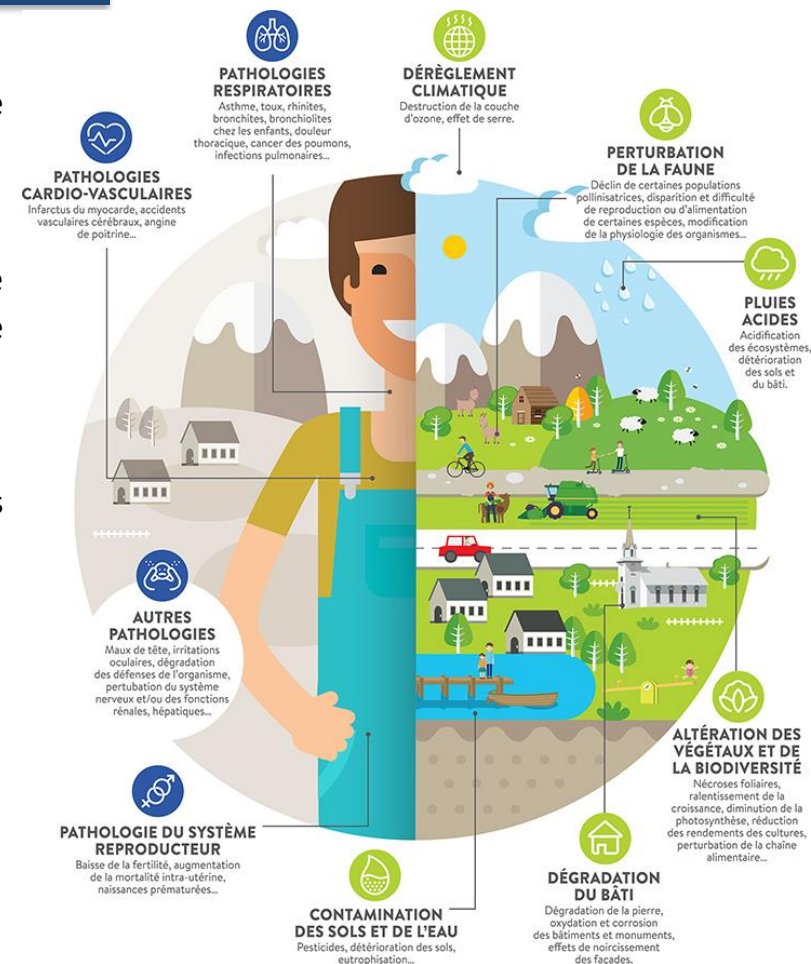 PATHOLOGIES
RESPIRATOIRES
Asthme, toux, rhinites,
bronchites, bronchiolites
chez les enfants, douleur
thoracique, cancer des poumons,
infections pulmonaires...
DÉRÈGLEMENT
CLIMATIQUE
Destruction de la couche
d'ozone, effet de serre.
PATHOLOGIES
CARDIO-VASCULAIRES
Infarctus du myocarde, accidents
vasculaires cérébraux, angine
de poitrine...
PERTURBATION
DE LA FAUNE
Déclin de certaines populations
pollinisatrices, disparition et difficulté
de reproduction ou d'alimentation
de certaines espèces, modification
de la physiologie des organismes...
PLUIES
ACIDES
Acidification
des écosystèmes,
détérioration
des sols et
du bâti.
AUTRES
PATHOLOGIES
Maux de tête, irritations
oculaires, dégradation
des défenses de l'organisme,
pertubation du système
nerveux et/ou des fonctions
rénales, hépatiques...
ALTÉRATION DES
VÉGÉTAUX ET DE
LA BIODIVERSITÉ
Nécroses foliaires,
ralentissement de la
croissance, diminution de la
photosynthèse, réduction
des rendements des cultures,
perturbation de la chaîne
alimentaire...
PATHOLOGIE DU SYSTÈME
REPRODUCTEUR
Baisse de la fertilité, augmentation
de la mortalité intra-utérine,
naissances prématurées...
CONTAMINATION
DES SOLS ET DE L'EAU
Pesticides, détérioration des sols,
eutrophisation...
DÉGRADATION
DU BÂTI
Dégradation de la pierre,
oxydation et corrosion
des bâtiments et monuments,
effets de noircissement
des façades.